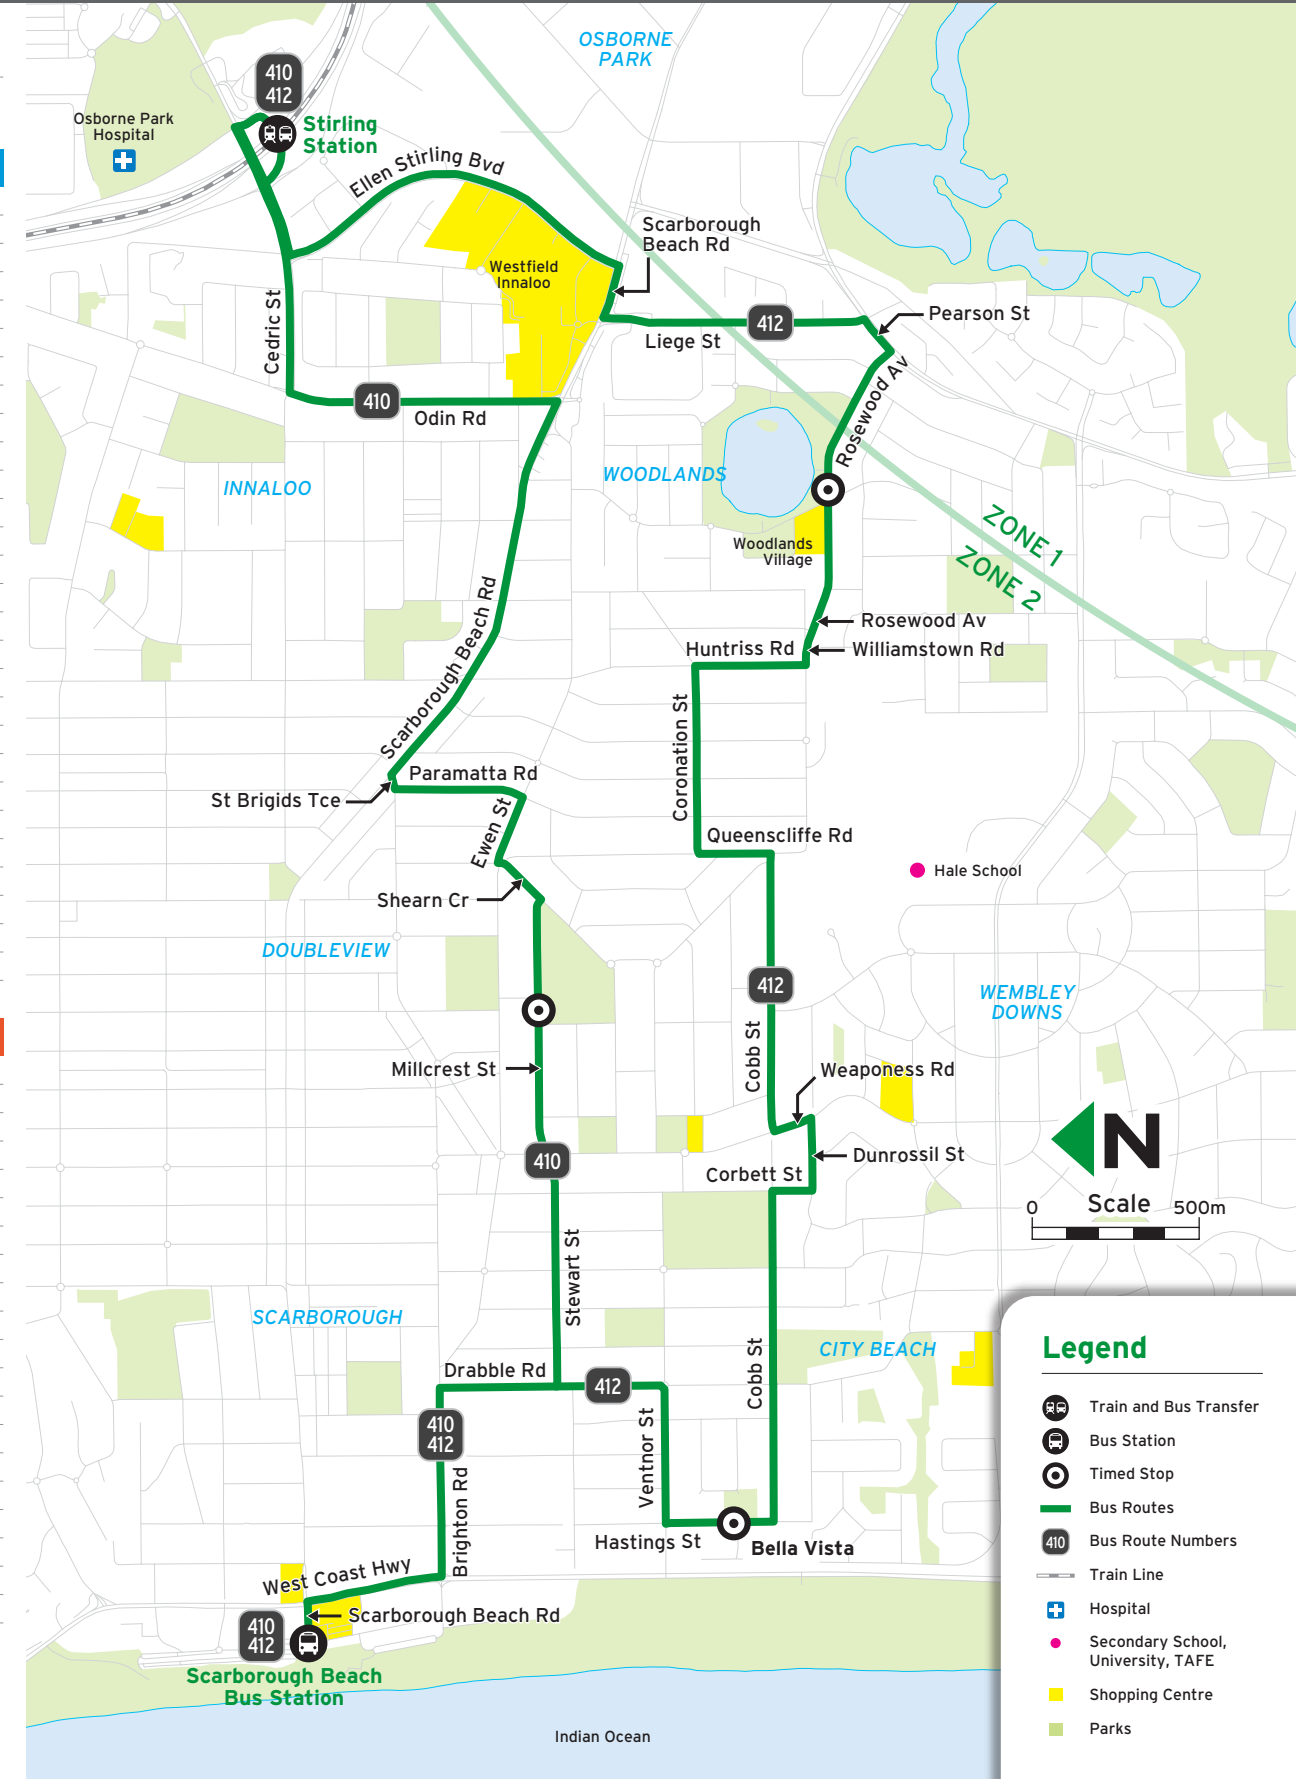 OSBORNE
PARK
410
412
Osborne Park
Hospital
Stirling
Station
Ellen Stirling Bvd
Scarborough
Beach Rd
Westfield
Innaloo
Cedric St
412
Liege St
Pearson St
Rosewood Av
410
Odin Rd
INNALOO
WOODLANDS
ZONE 1
ZONE 2
Woodlands
Village
Scarborough Beach Rd
Rosewood Av
Huntriss Rd
Williamstown Rd
Coronation St
Paramatta Rd
St Brigids Tce
Ewen St
Queenscliffe Rd
Shearn Cr
Hale School
DOUBLEVIEW
412
WEMBLEY
DOWNS
Cobb St
Millcrest St
Weaponess Rd
N
410
Dunrossil St
Corbett St
Scale
0
500m
Stewart St
SCARBOROUGH
CITY BEACH
Cobb St
Drabble Rd
412
410
412
Ventnor St
Brighton Rd
Hastings St
Bella Vista
West Coast Hwy
Scarborough Beach Rd
410
412
Scarborough Beach
Bus Station
Indian Ocean
Legend
Train and Bus Transfer
Bus Station
Timed Stop
Bus Routes
410
Bus Route Numbers
Train Line
Hospital
Secondary School,
University, TAFE
Shopping Centre
Parks